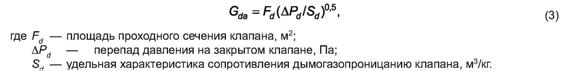 G_da = F_d (ΔP_d/S_d)^0,5, (3)
где F_d — площадь проходного сечения клапана, м²;
ΔP_d — перепад давления на закрытом клапане, Па;
S_d — удельная характеристика сопротивления дымогазопроницанию клапана, м³/кг.